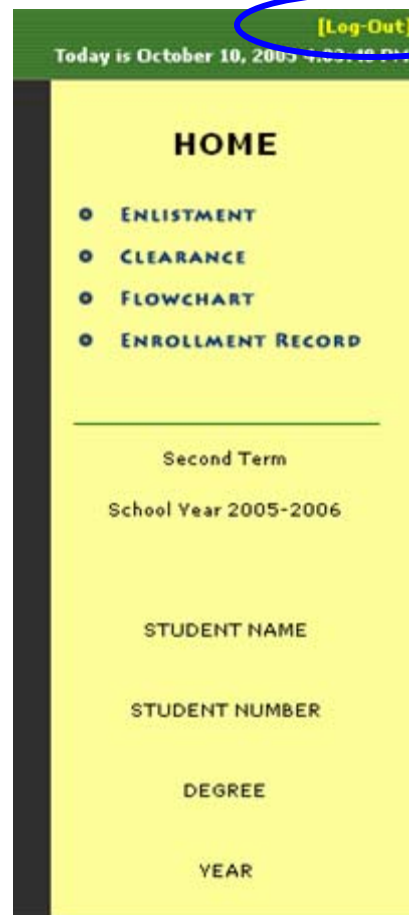 [Log-Out]
Today is October 10, 2005
HOME
ENLISTMENT
CLEARANCE
FLOWCHART
ENROLLMENT RECORD
Second Term
School Year 2005-2006
STUDENT NAME
STUDENT NUMBER
DEGREE
YEAR